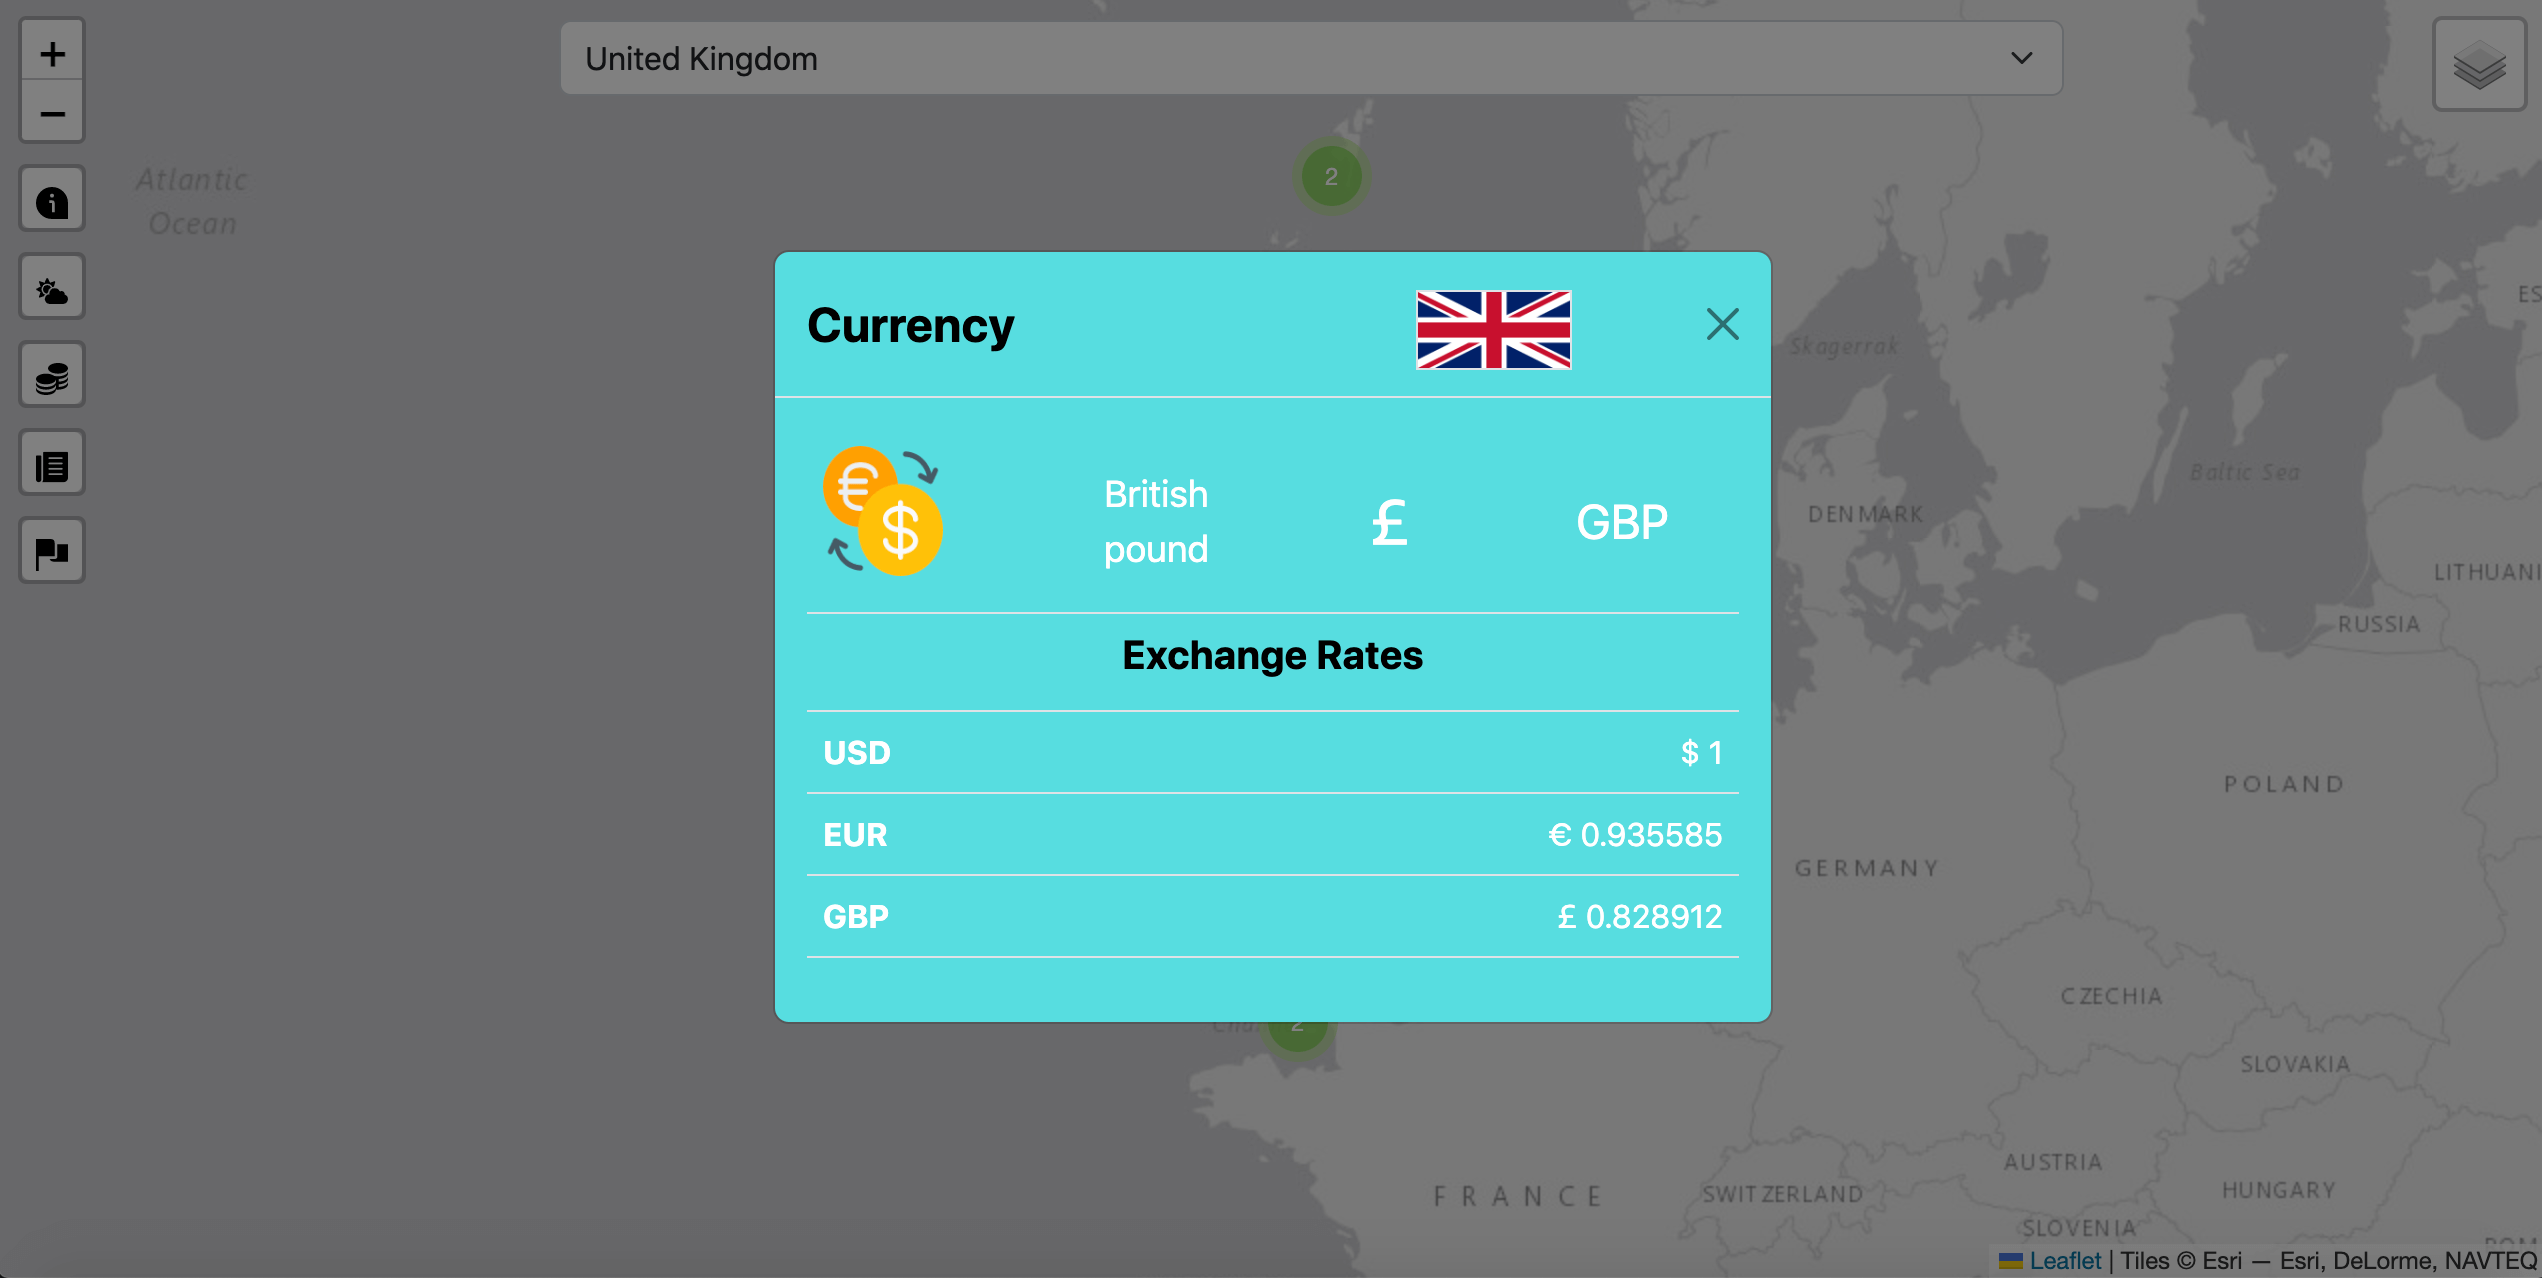 +
United Kingdom
−
2
Atlantic
Ocean
Currency
Skagerrak
Baltic Sea
€
$
British
pound
£
GBP
DENMARK
LITHUANI
RUSSIA
Exchange Rates
USD
$ 1
POLAND
EUR
€ 0.935585
GERMANY
GBP
£ 0.828912
CZECHIA
2
SLOVAKIA
AUSTRIA
FRANCE
SWITZERLAND
HUNGARY
SLOVENIA
Leaflet | Tiles © Esri — Esri, DeLorme, NAVTEQ